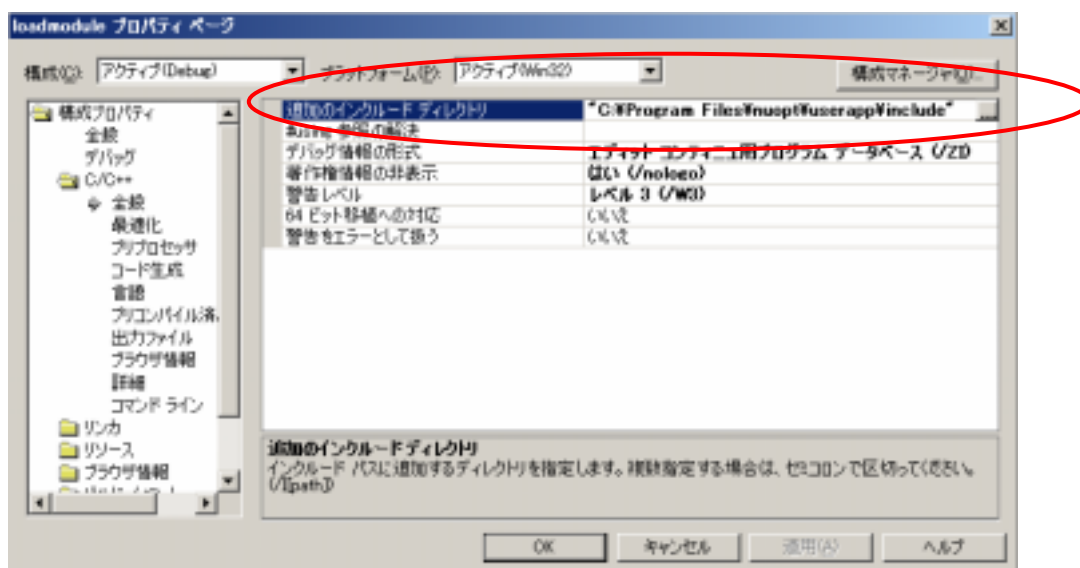 loadmodule プロパティ ページ
構成(C): アクティブ(Debug) プラットフォーム(P): アクティブ(Win32) 構成マネージャ(O)...
構成プロパティ
全般
デバッグ
C/C++
全般
最適化
プリプロセッサ
コード生成
言語
プリコンパイル済
出力ファイル
ブラウザ情報
詳細
コマンド ライン
リンカ
リソース
ブラウザ情報
追加のインクルード ディレクトリ "C:¥Program Files¥nuopt¥userapp¥include" ...
#using 参照の解決
デバッグ情報の形式 エディット コンティニュ用プログラム データベース (/ZI)
著作権情報の非表示 はい (/nologo)
警告レベル レベル 3 (/W3)
64 ビット移植への対応 いいえ
警告をエラーとして扱う いいえ
追加のインクルード ディレクトリ
インクルード パスに追加するディレクトリを指定します。複数指定する場合は、セミコロンで区切ってください。
(/I[path])
OK キャンセル 適用(A) ヘルプ